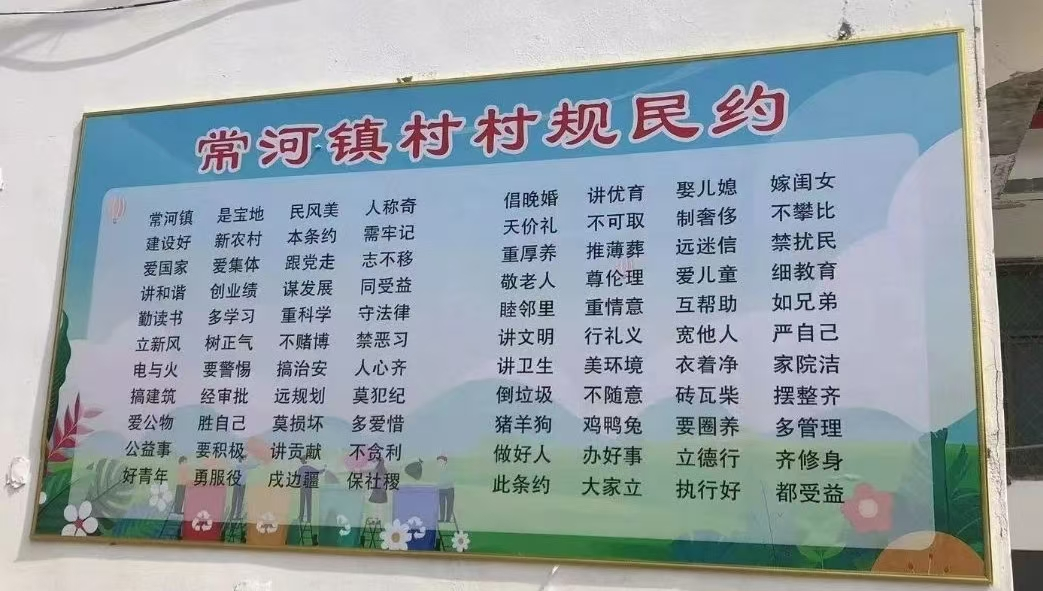 常河镇村村规民约
常河镇 是宝地 民风美 人称奇
建设好 新农村 本条约 需牢记
爱国家 爱集体 跟党走 志不移
讲和谐 创业绩 谋发展 同受益
勤读书 多学习 重科学 守法律
立新风 树正气 不赌博 禁恶习
电与火 要警惕 搞治安 人心齐
搞建筑 经审批 远规划 莫犯纪
爱公物 胜自己 莫损坏 多爱惜
公益事 要积极 讲贡献 不贪利
好青年 勇服役 戍边疆 保社稷
倡晚婚 讲优育 娶儿媳 嫁闺女
天价礼 不可取 制奢侈 不攀比
重厚养 推薄葬 远迷信 禁扰民
敬老人 尊伦理 爱儿童 细教育
睦邻里 重情意 互帮助 如兄弟
讲文明 行礼义 宽他人 严自己
讲卫生 美环境 衣着净 家院洁
倒垃圾 不随意 砖瓦柴 摆整齐
猪羊狗 鸡鸭兔 要圈养 多管理
做好人 办好事 立德行 齐修身
此条约 大家立 执行好 都受益